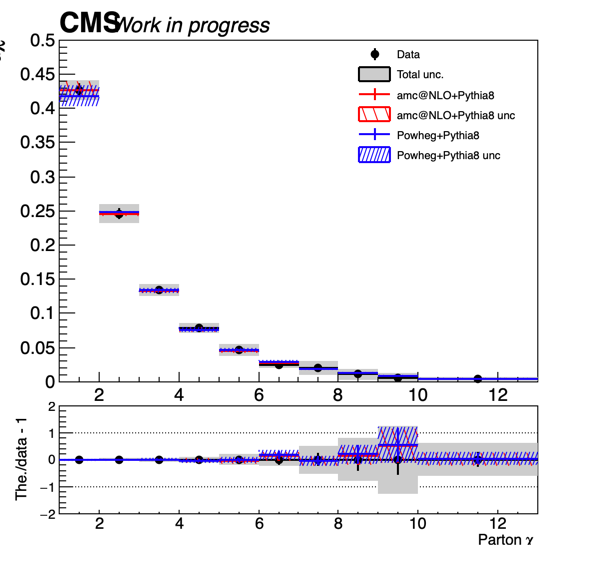 CMS Work in progress
0.5
0.45
0.4
0.35
0.3
0.25
0.2
0.15
0.1
0.05
0
Data
Total unc.
amc@NLO+Pythia8
amc@NLO+Pythia8 unc
Powheg+Pythia8
Powheg+Pythia8 unc
2 4 6 8 10 12
The./data - 1
2
1
0
−1
−2
2 4 6 8 10 12
Parton γ